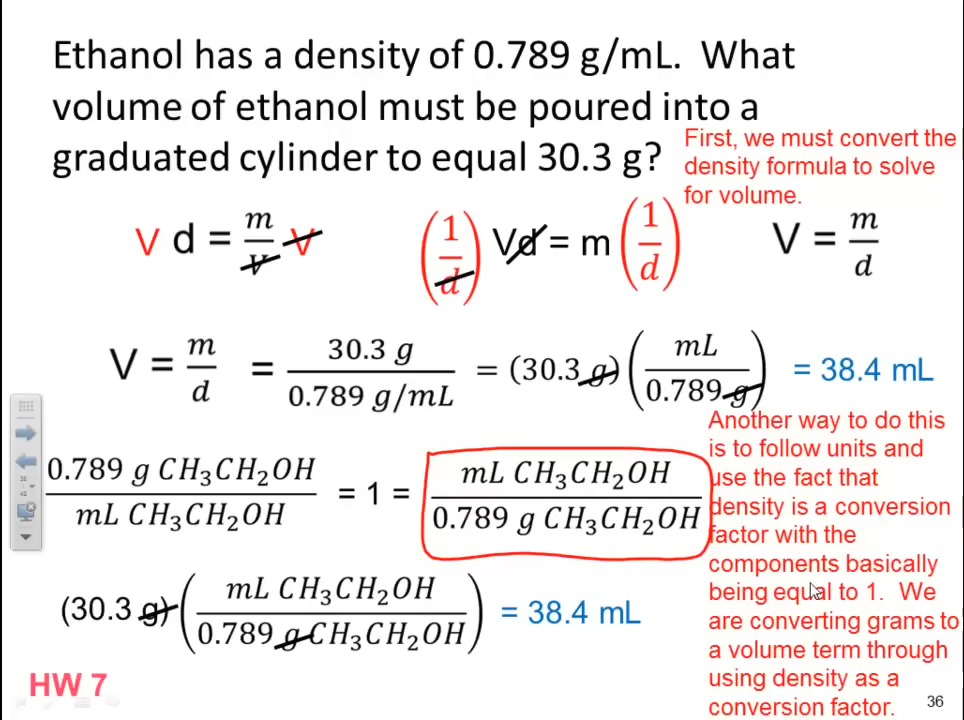 Ethanol has a density of 0.789 g/mL.  What
volume of ethanol must be poured into a
graduated cylinder to equal 30.3 g?
First, we must convert the
density formula to solve
for volume.
V d = m/V V
(1/d) Vd = m (1/d)
V = m/d
V = m/d = 30.3 g / 0.789 g/mL = (30.3 g) (mL / 0.789 g) = 38.4 mL
Another way to do this
is to follow units and
use the fact that
density is a conversion
factor with the
components basically
being equal to 1.  We
are converting grams to
a volume term through
using density as a
conversion factor.
0.789 g CH₃CH₂OH / mL CH₃CH₂OH = 1 = mL CH₃CH₂OH / 0.789 g CH₃CH₂OH
(30.3 g) (mL CH₃CH₂OH / 0.789 g CH₃CH₂OH) = 38.4 mL
HW 7
36